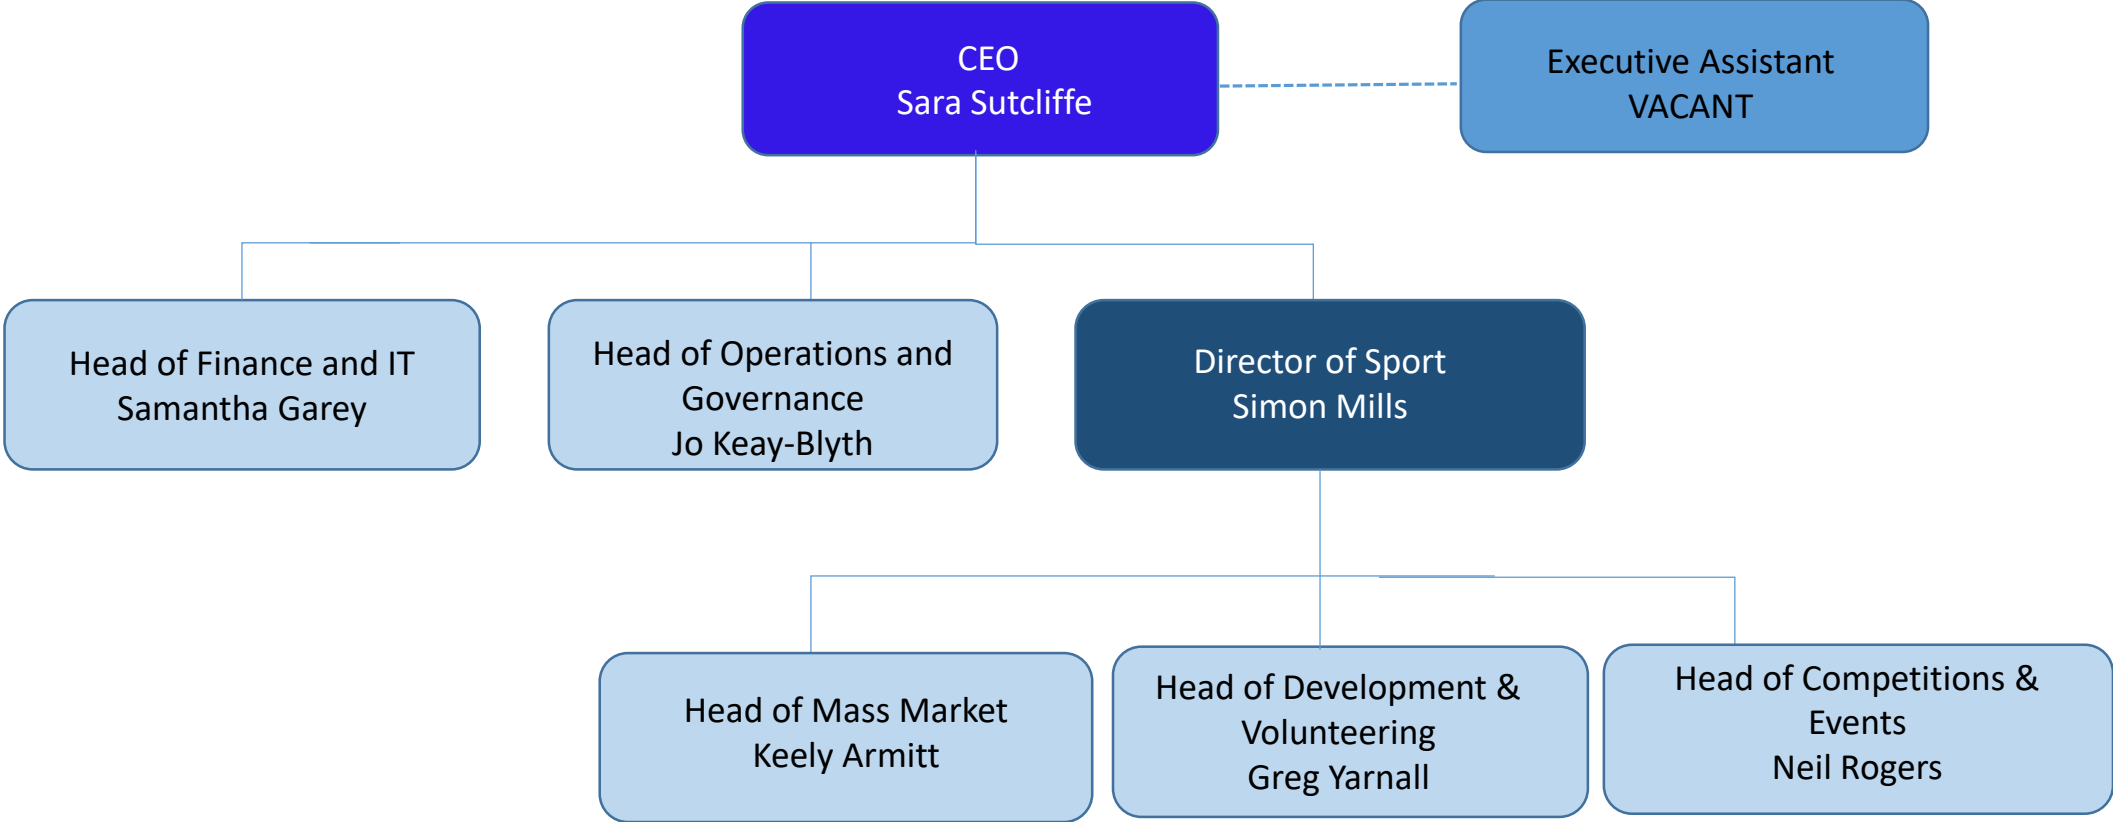 CEO
Sara Sutcliffe
Executive Assistant
VACANT
Head of Finance and IT
Samantha Garey
Head of Operations and
Governance
Jo Keay-Blyth
Director of Sport
Simon Mills
Head of Mass Market
Keely Armitt
Head of Development &
Volunteering
Greg Yarnall
Head of Competitions &
Events
Neil Rogers